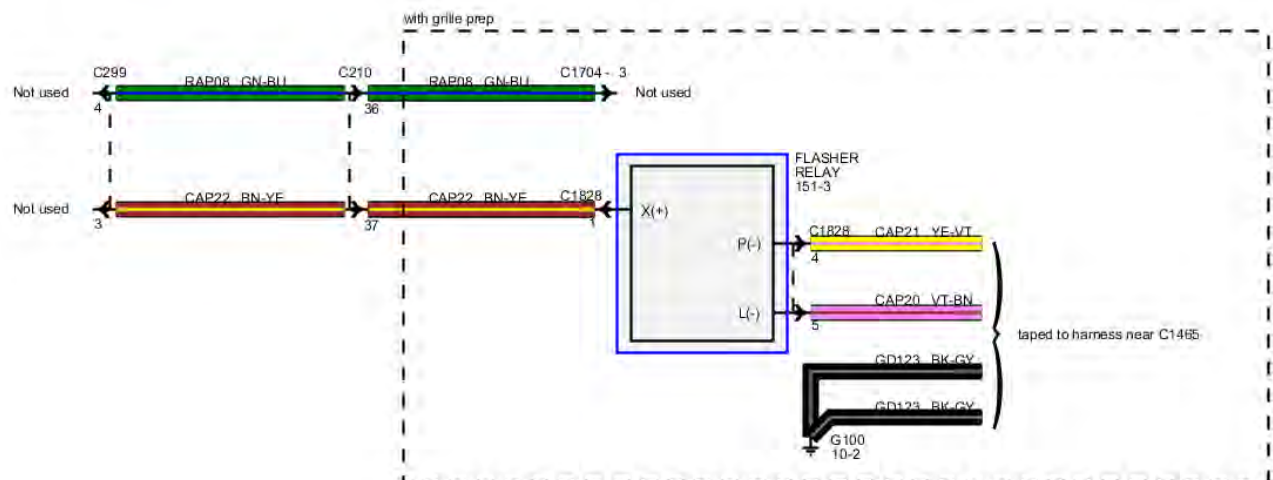 with grille prep
C299 RAP08 GN-BU C210 RAP08 GN-BU C1704 - 3
Not used Not used
4 36
FLASHER
RELAY
151-3
CAP22 BN-YE CAP22 BN-YE C1828
Not used X(+)
3 37 1
C1828 CAP21 YE-VT
P(-)
4
CAP20 VT-BN
L(-)
5
taped to harness near C1465
GD123 BK-GY
GD123 BK-GY
G100
10-2